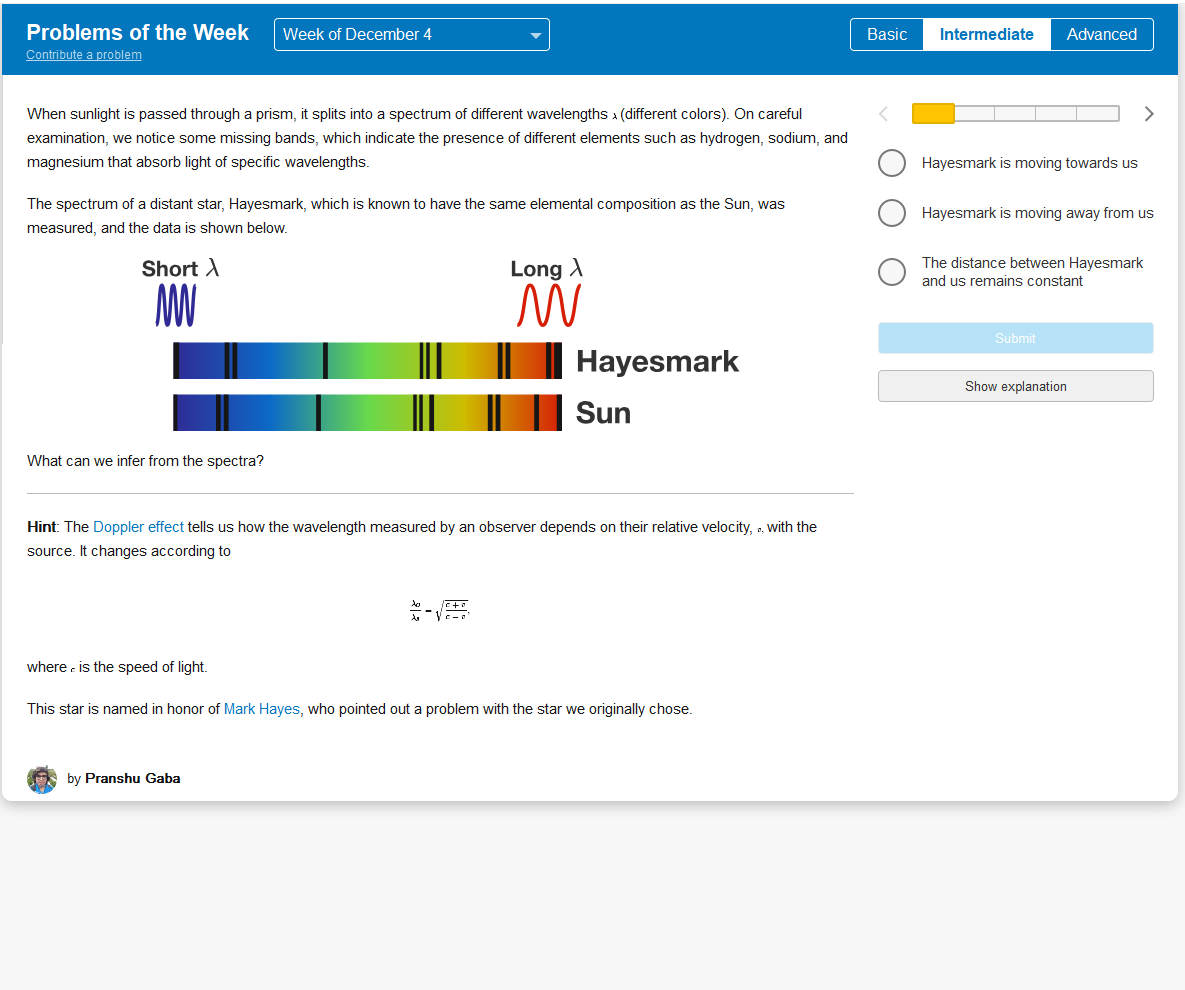 Problems of the Week
Contribute a problem
Week of December 4
Basic
Intermediate
Advanced
When sunlight is passed through a prism, it splits into a spectrum of different wavelengths λ (different colors). On careful
examination, we notice some missing bands, which indicate the presence of different elements such as hydrogen, sodium, and
magnesium that absorb light of specific wavelengths.
The spectrum of a distant star, Hayesmark, which is known to have the same elemental composition as the Sun, was
measured, and the data is shown below.
Short λ
Long λ
Hayesmark
Sun
What can we infer from the spectra?
Hint: The Doppler effect tells us how the wavelength measured by an observer depends on their relative velocity, v, with the
source. It changes according to
λo/λs = √((c + v)/(c − v)),
where c is the speed of light.
This star is named in honor of Mark Hayes, who pointed out a problem with the star we originally chose.
by Pranshu Gaba
Hayesmark is moving towards us
Hayesmark is moving away from us
The distance between Hayesmark
and us remains constant
Submit
Show explanation